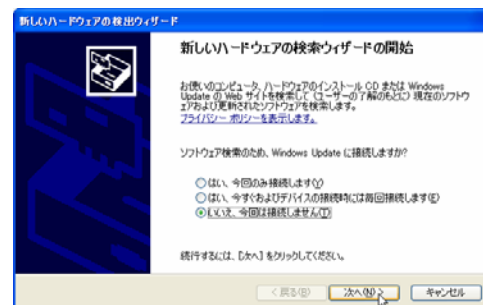 新しいハードウェアの検出ウィザード
新しいハードウェアの検索ウィザードの開始
お使いのコンピュータ、ハードウェアのインストール CD または Windows
Update の Web サイトを検索して (ユーザーの了解のもとに) 現在のソフトウ
ェアおよび更新されたソフトウェアを検索します。
プライバシー ポリシーを表示します。
ソフトウェア検索のため、Windows Update に接続しますか?
はい、今回のみ接続します(Y)
はい、今すぐおよびデバイスの接続時には毎回接続します(E)
いいえ、今回は接続しません(T)
続行するには、[次へ] をクリックしてください。
< 戻る(B) 次へ(N) > キャンセル